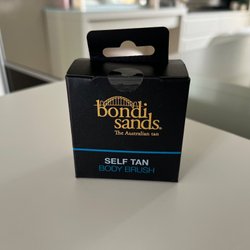 bondi
sands®
The Australian tan
SELF TAN
BODY BRUSH